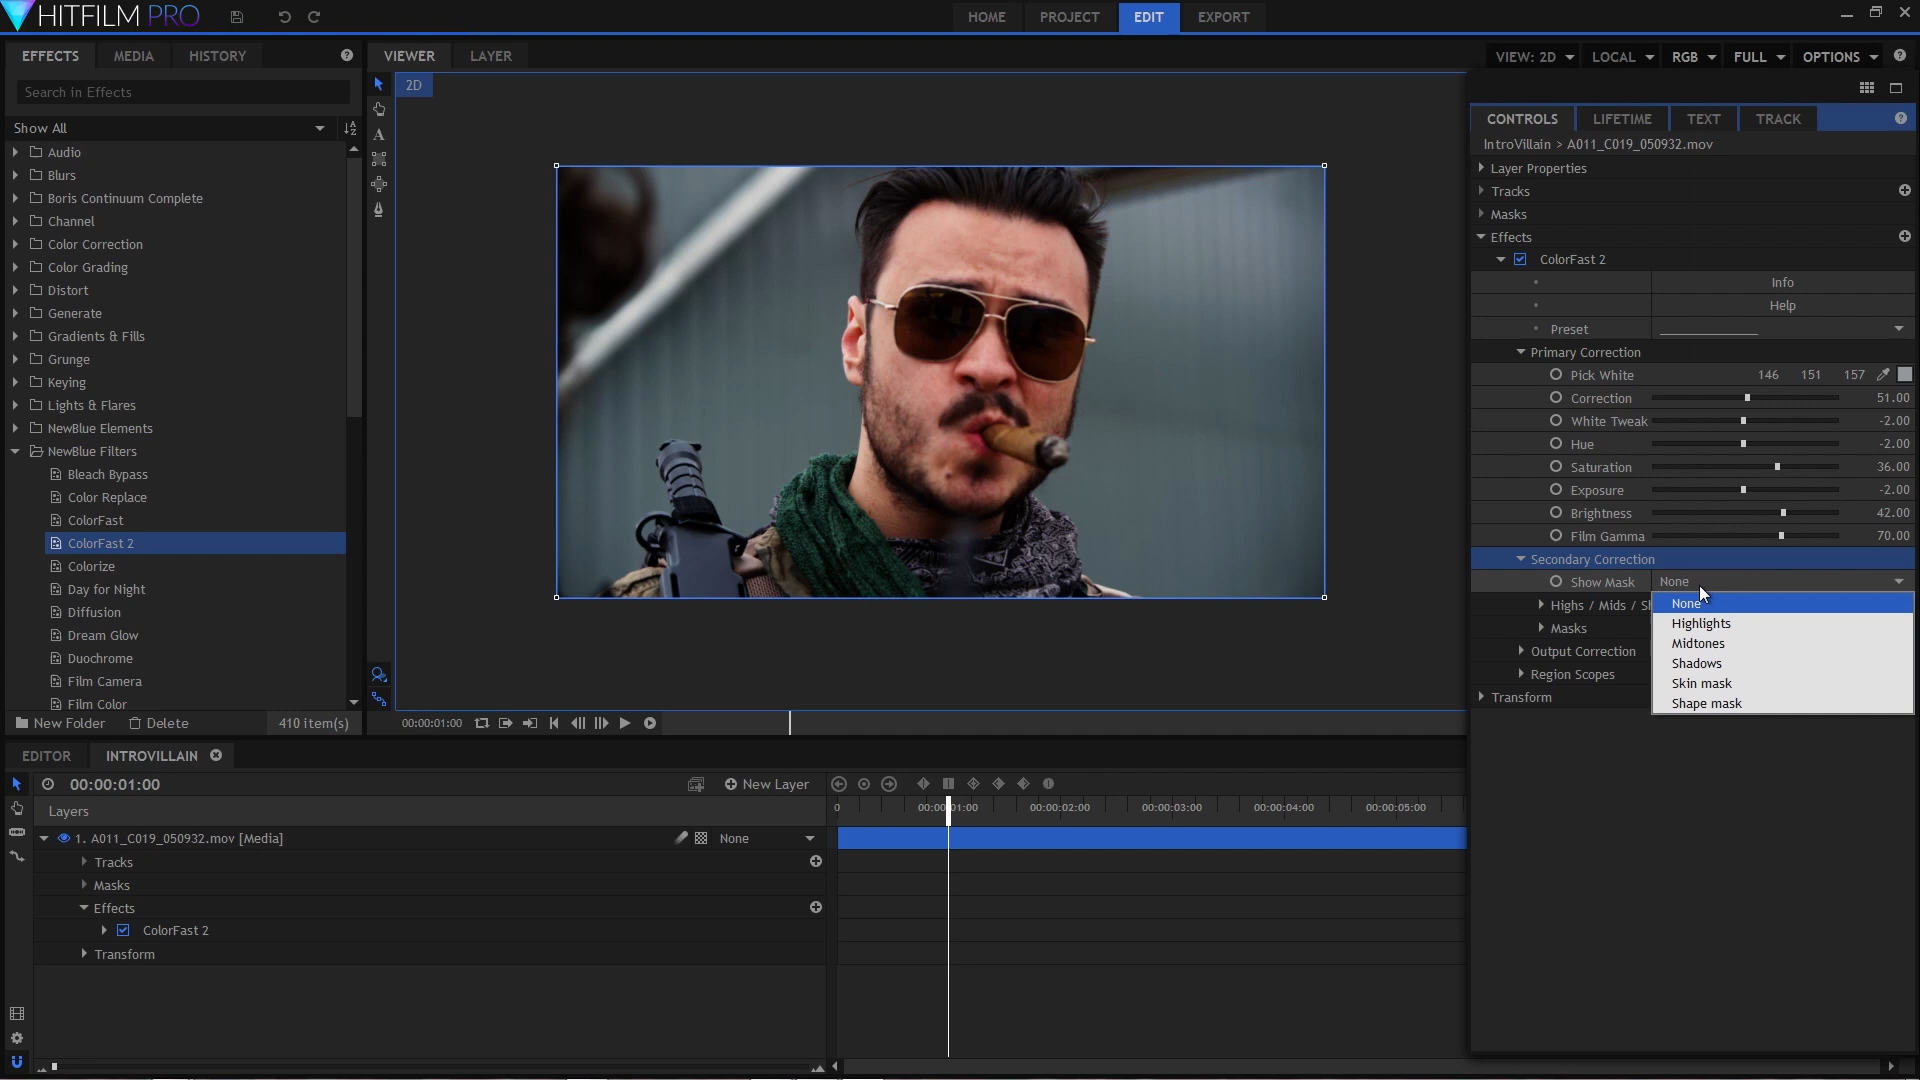 HITFILM PRO
HOME
PROJECT
EDIT
EXPORT
EFFECTS
MEDIA
HISTORY
VIEWER
LAYER
VIEW: 2D
LOCAL
RGB
FULL
OPTIONS
Search in Effects
Show All
Audio
Blurs
Boris Continuum Complete
Channel
Color Correction
Color Grading
Distort
Generate
Gradients & Fills
Grunge
Keying
Lights & Flares
NewBlue Elements
NewBlue Filters
Bleach Bypass
Color Replace
ColorFast
ColorFast 2
Colorize
Day for Night
Diffusion
Dream Glow
Duochrome
Film Camera
Film Color
New Folder
Delete
410 item(s)
2D
00:00:01:00
CONTROLS
LIFETIME
TEXT
TRACK
IntroVillain > A011_C019_050932.mov
Layer Properties
Tracks
Masks
Effects
ColorFast 2
Info
Help
Preset
Primary Correction
Pick White 146 151 157
Correction 51.00
White Tweak -2.00
Hue -2.00
Saturation 36.00
Exposure -2.00
Brightness 42.00
Film Gamma 70.00
Secondary Correction
Show Mask None
Highs / Mids /
Masks
Output Correction
Region Scopes
Transform
None
Highlights
Midtones
Shadows
Skin mask
Shape mask
EDITOR
INTROVILLAIN
00:00:01:00
New Layer
Layers
0
00:00:01:00
00:00:02:00
00:00:03:00
00:00:04:00
00:00:05:00
1. A011_C019_050932.mov [Media]
None
Tracks
Masks
Effects
ColorFast 2
Transform